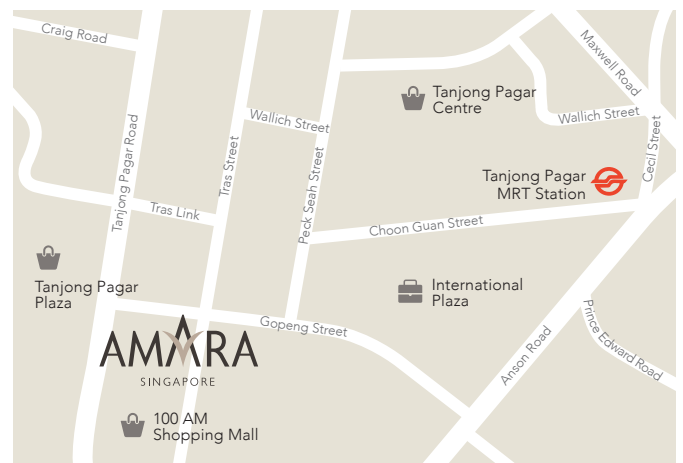 Craig Road
Maxwell Road
Tanjong Pagar
Centre
Wallich Street
Wallich Street
Cecil Street
Tanjong Pagar Road
Tras Street
Peck Seah Street
Tanjong Pagar
MRT Station
Tras Link
Choon Guan Street
Tanjong Pagar
Plaza
International
Plaza
Gopeng Street
Prince Edward Road
Anson Road
AMARA
SINGAPORE
100 AM
Shopping Mall